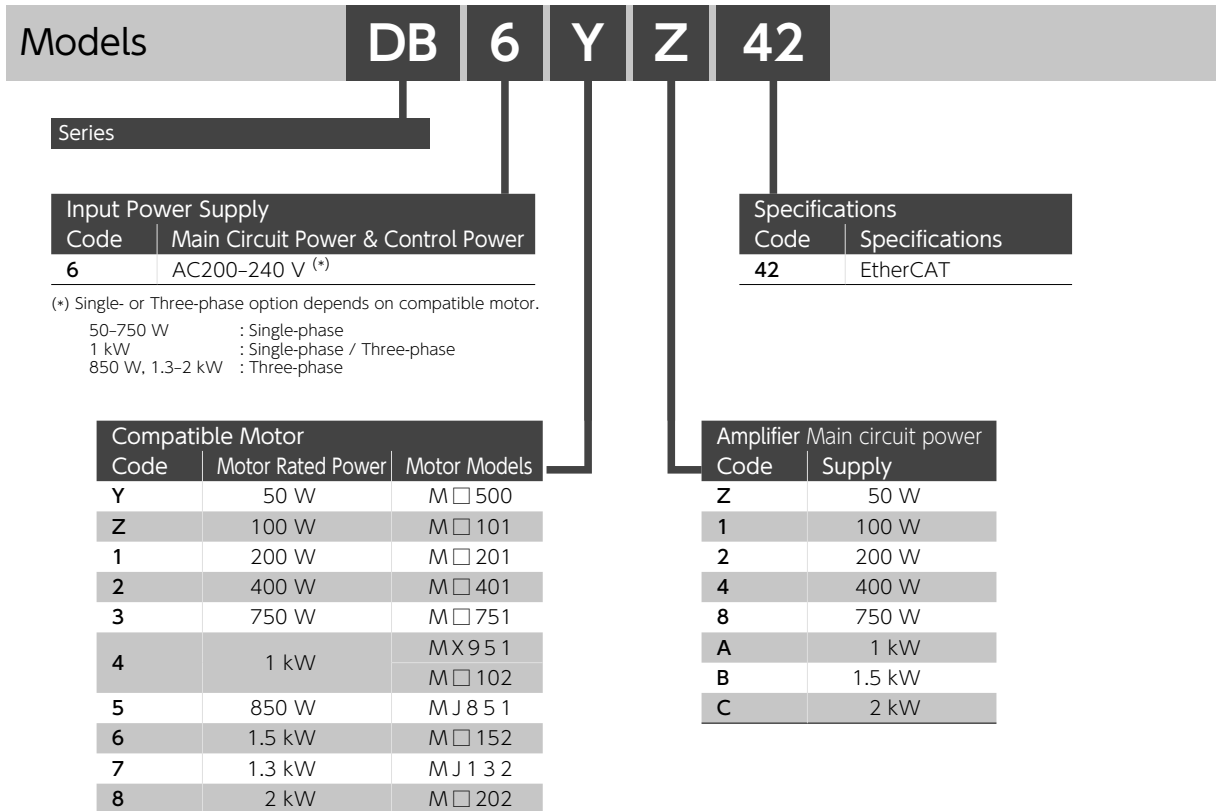 Models DB 6 Y Z 42
Series
Input Power Supply
Code Main Circuit Power & Control Power
6 AC200–240 V (*)
(*) Single- or Three-phase option depends on compatible motor.
50–750 W : Single-phase
1 kW : Single-phase / Three-phase
850 W, 1.3–2 kW : Three-phase
Specifications
Code Specifications
42 EtherCAT
Compatible Motor
Code Motor Rated Power Motor Models
Y 50 W M□500
Z 100 W M□101
1 200 W M□201
2 400 W M□401
3 750 W M□751
4 1 kW MX951
M□102
5 850 W MJ851
6 1.5 kW M□152
7 1.3 kW MJ132
8 2 kW M□202
Amplifier Main circuit power
Code Supply
Z 50 W
1 100 W
2 200 W
4 400 W
8 750 W
A 1 kW
B 1.5 kW
C 2 kW